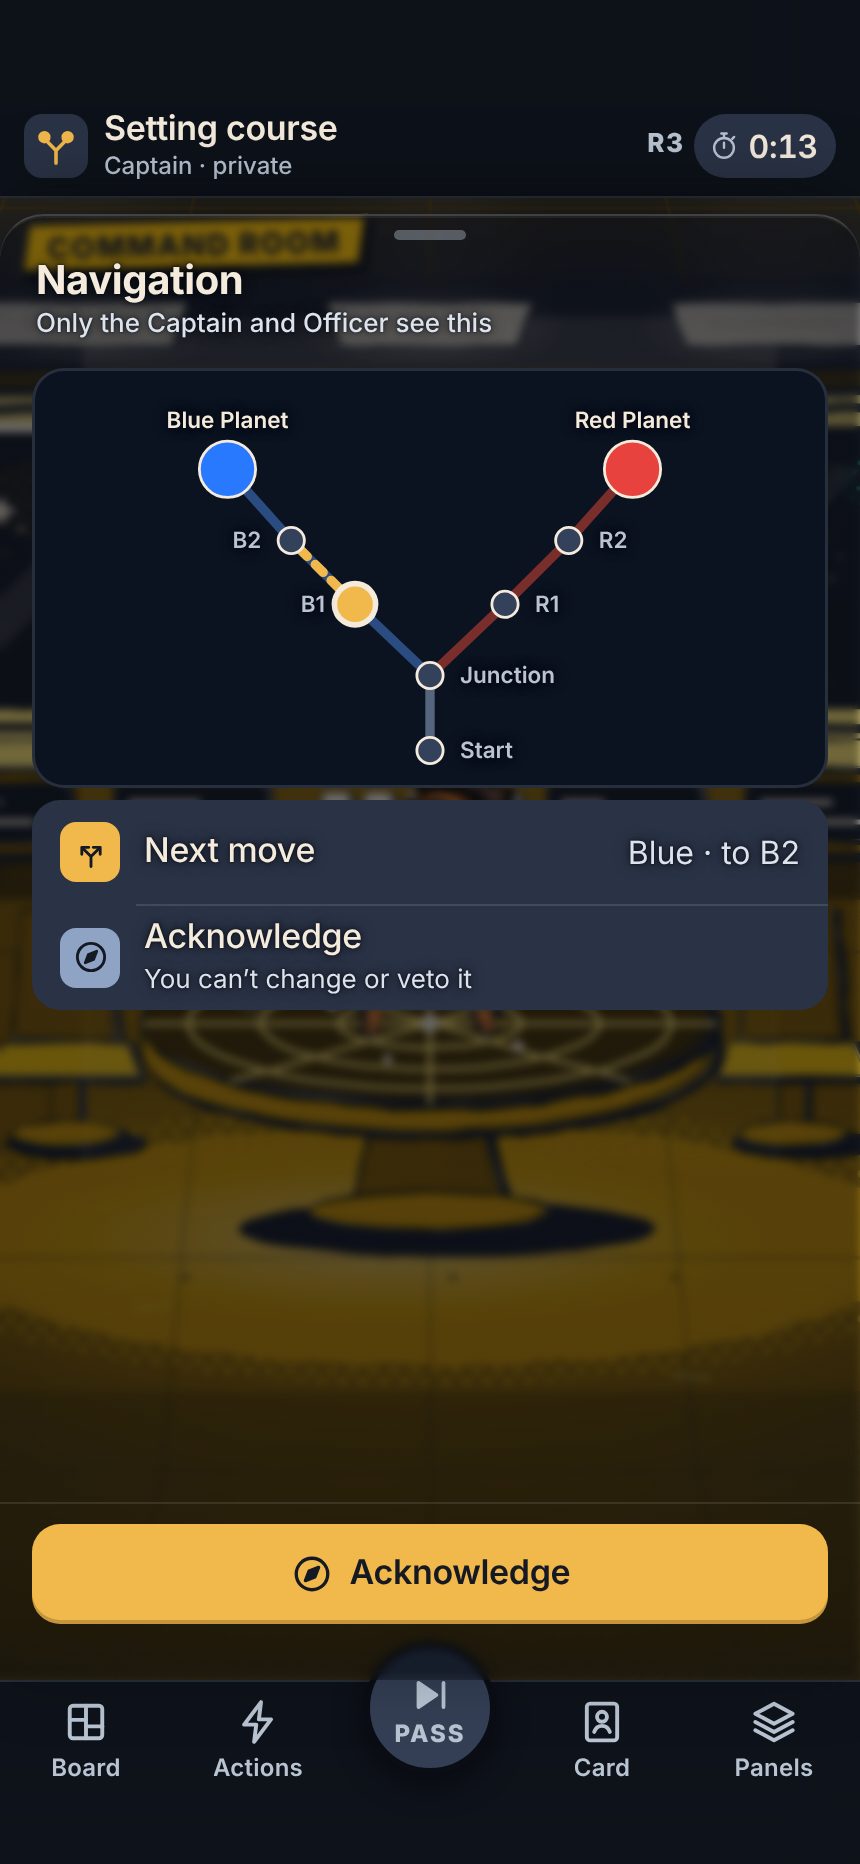 Setting course
Captain · private
R3
0:13
COMMAND ROOM
Navigation
Only the Captain and Officer see this
Blue Planet
Red Planet
B2
R2
B1
R1
Junction
Start
Next move
Blue · to B2
Acknowledge
You can’t change or veto it
Acknowledge
PASS
Board
Actions
Card
Panels